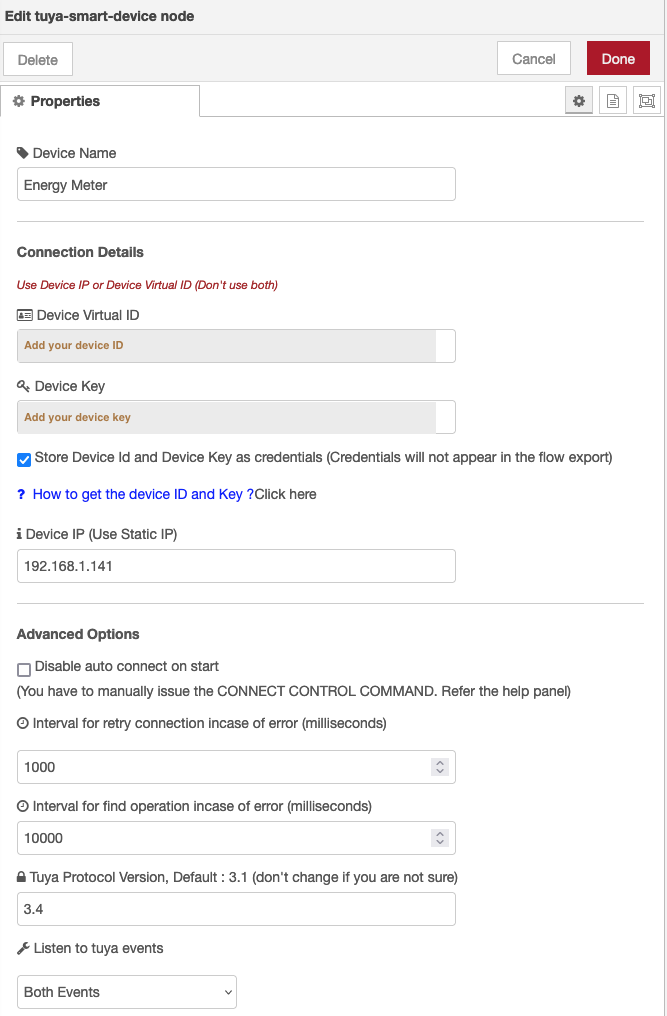 Edit tuya-smart-device node
Delete
Cancel
Done
Properties
Device Name
Energy Meter
Connection Details
Use Device IP or Device Virtual ID (Don't use both)
Device Virtual ID
Add your device ID
Device Key
Add your device key
Store Device Id and Device Key as credentials (Credentials will not appear in the flow export)
? How to get the device ID and Key ?Click here
Device IP (Use Static IP)
192.168.1.141
Advanced Options
Disable auto connect on start
(You have to manually issue the CONNECT CONTROL COMMAND. Refer the help panel)
Interval for retry connection incase of error (milliseconds)
1000
Interval for find operation incase of error (milliseconds)
10000
Tuya Protocol Version, Default : 3.1 (don't change if you are not sure)
3.4
Listen to tuya events
Both Events